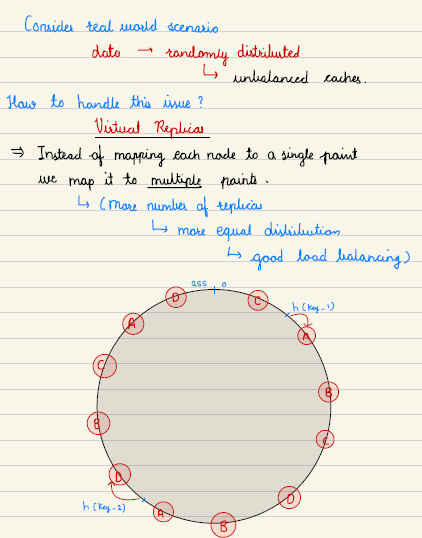 Consider real world scenario
data → randomly distributed
↳ unbalanced caches.
How to handle this issue?
Virtual Replicas
⇒ Instead of mapping each node to a single point
we map it to multiple points.
↳ (More number of replica
↳ more equal distribution
↳ good load balancing)
255 0
D C
h(key-1)
A A
C B
B C
D D
h(key-2)
A B